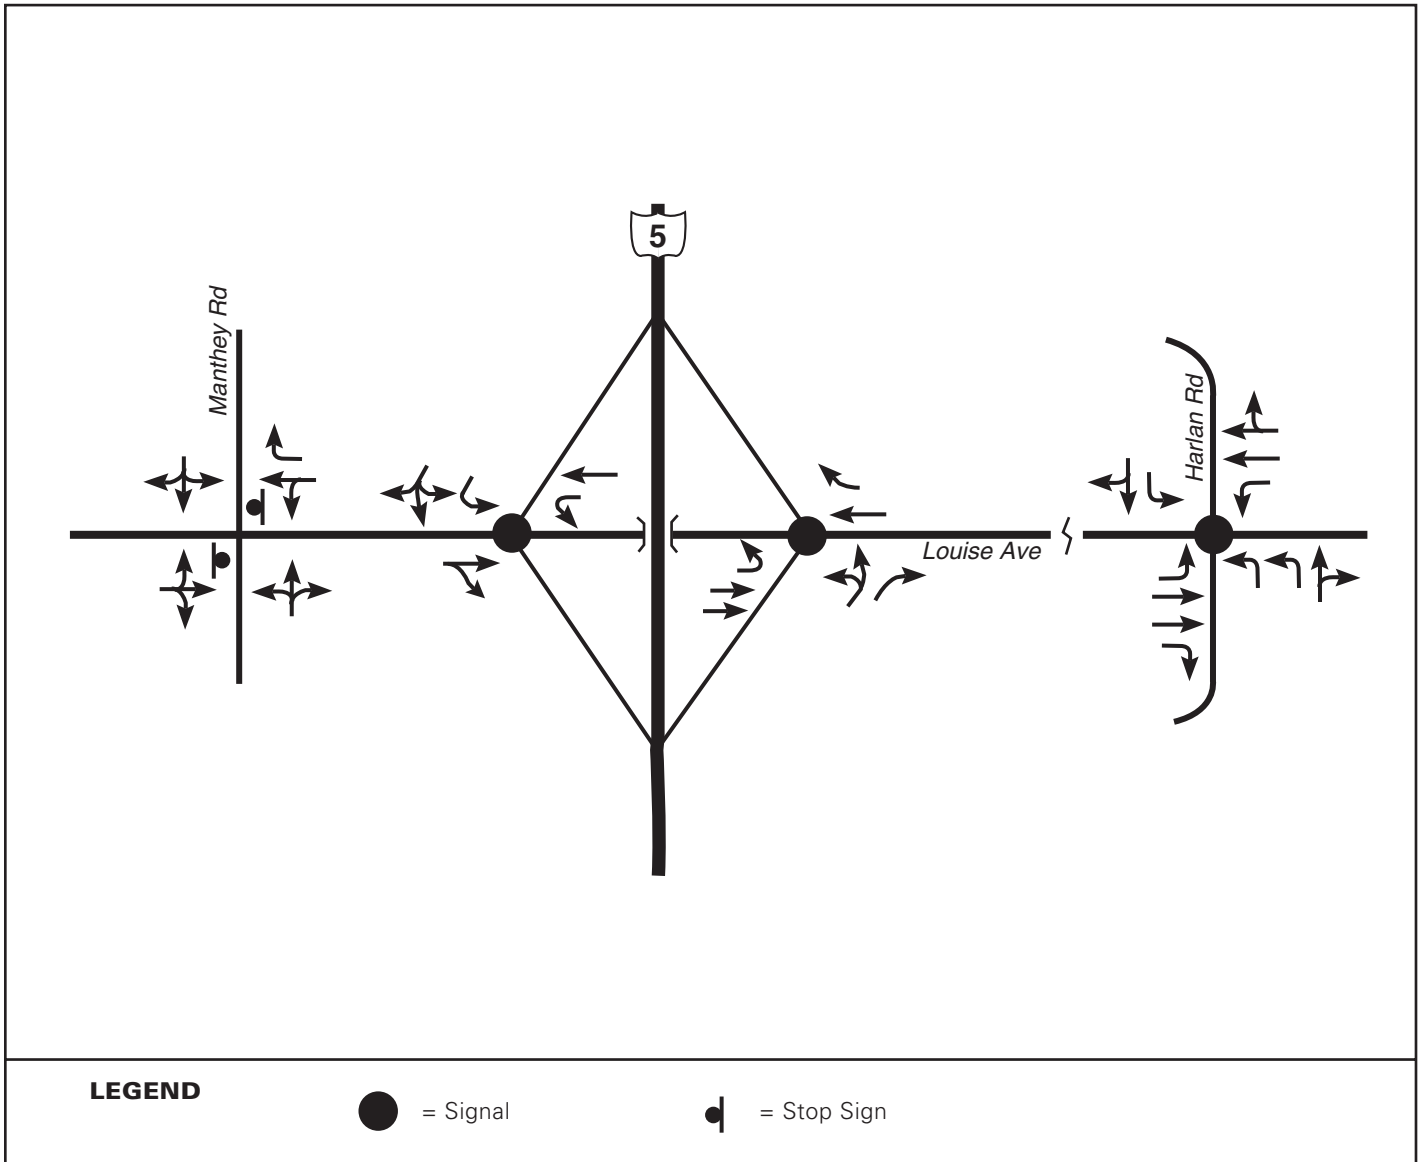 5
Manthey Rd
Harlan Rd
Louise Ave
LEGEND
= Signal
= Stop Sign